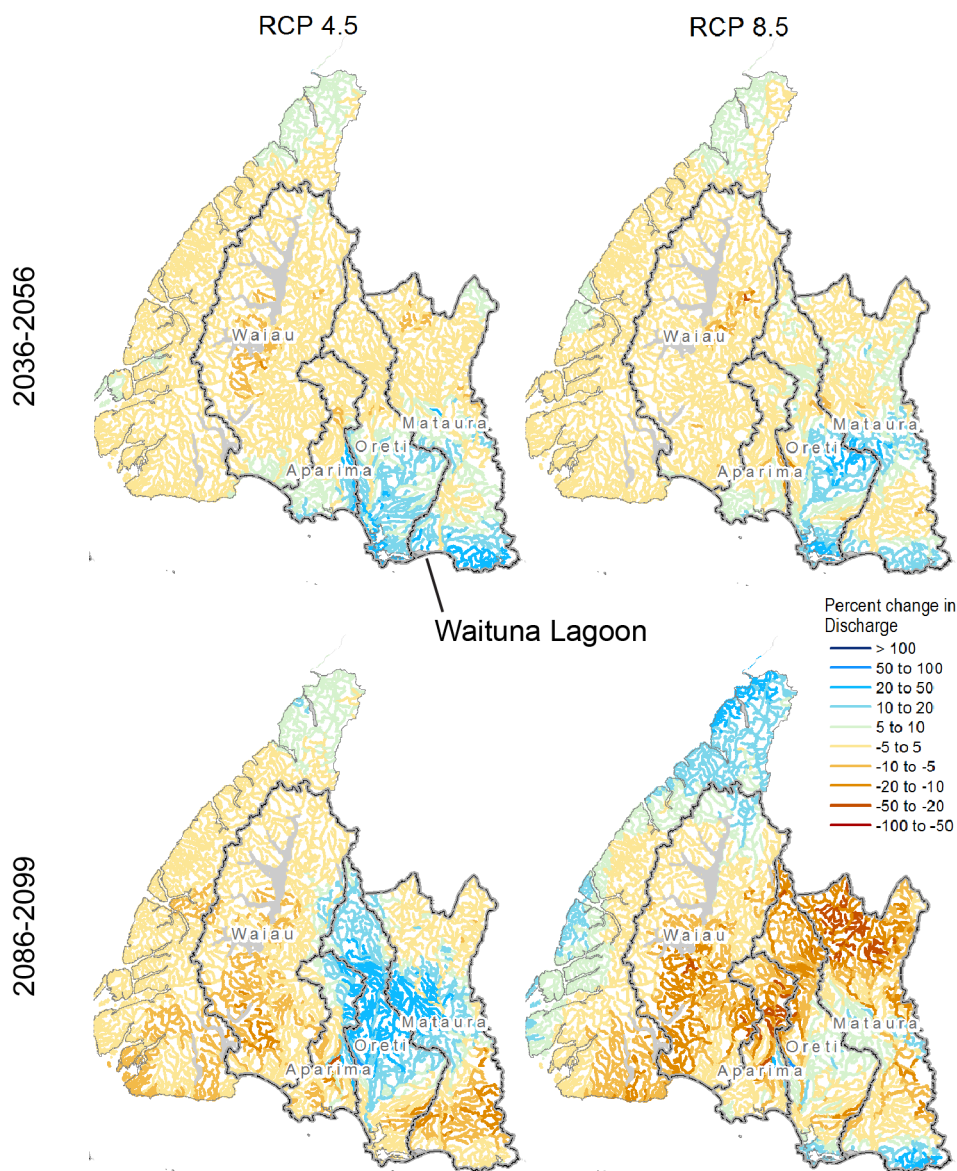 RCP 4.5
RCP 8.5
2036-2056
Waiau
Mataura
Oreti
Aparima
Waiau
Mataura
Oreti
Aparima
Waituna Lagoon
Percent change in
Discharge
> 100
50 to 100
20 to 50
10 to 20
5 to 10
-5 to 5
-10 to -5
-20 to -10
-50 to -20
-100 to -50
2086-2099
Waiau
Mataura
Oreti
Aparima
Waiau
Mataura
Oreti
Aparima